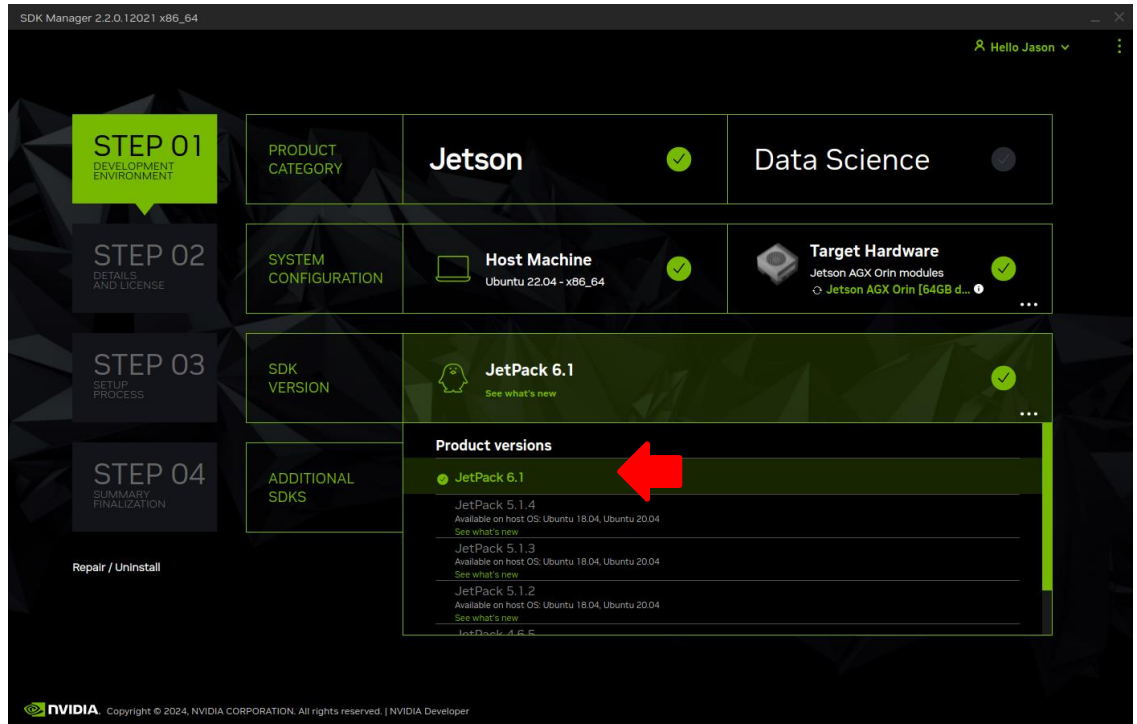 SDK Manager 2.2.0.12021 x86_64
Hello Jason
STEP 01
DEVELOPMENT
ENVIRONMENT
PRODUCT
CATEGORY
Jetson
Data Science
STEP 02
DETAILS
AND LICENSE
SYSTEM
CONFIGURATION
Host Machine
Ubuntu 22.04 - x86_64
Target Hardware
Jetson AGX Orin modules
Jetson AGX Orin [64GB d...
...
STEP 03
SETUP
PROCESS
SDK
VERSION
JetPack 6.1
See what's new
...
Product versions
JetPack 6.1
STEP 04
SUMMARY
FINALIZATION
ADDITIONAL
SDKS
JetPack 5.1.4
Available on host OS: Ubuntu 18.04, Ubuntu 20.04
See what's new
JetPack 5.1.3
Available on host OS: Ubuntu 18.04, Ubuntu 20.04
See what's new
JetPack 5.1.2
Available on host OS: Ubuntu 18.04, Ubuntu 20.04
See what's new
JetPack 4.6.5
Repair / Uninstall
NVIDIA. Copyright © 2024, NVIDIA CORPORATION. All rights reserved. | NVIDIA Developer